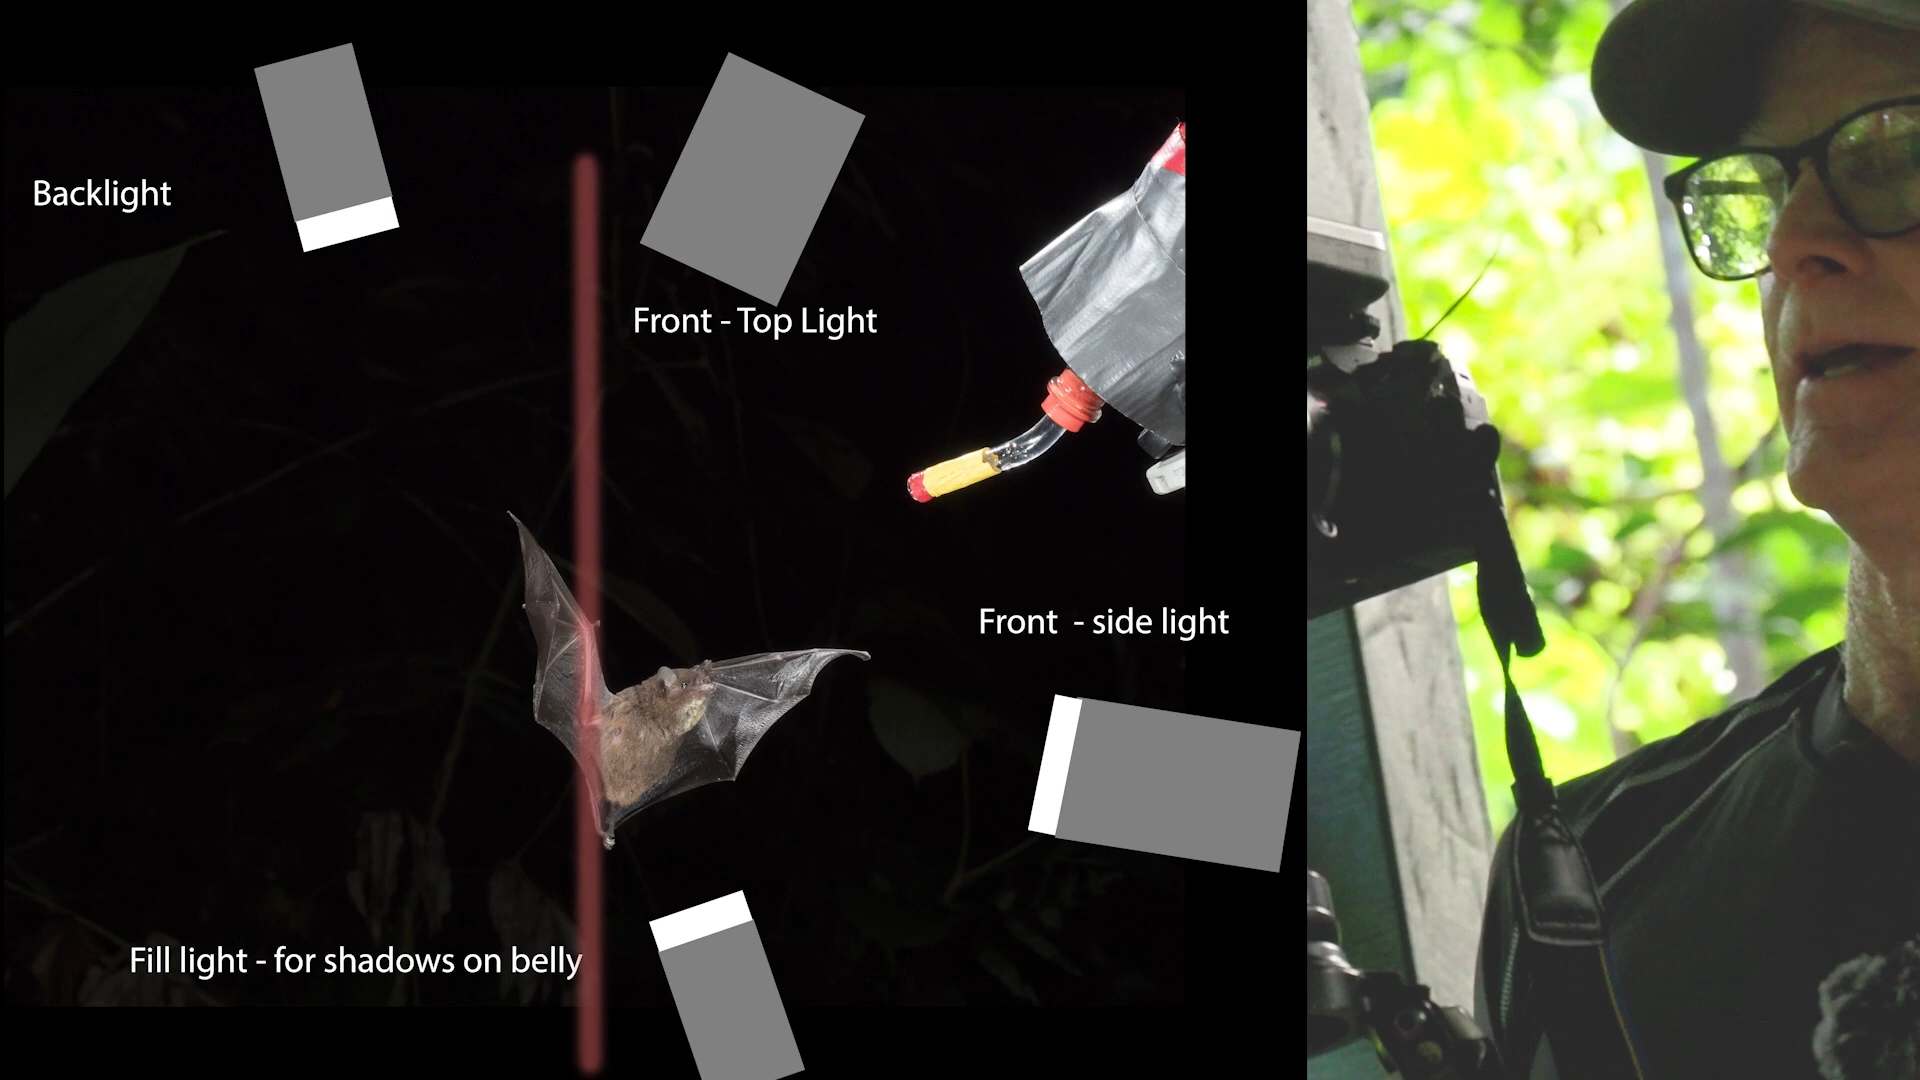 Backlight
Front - Top Light
Front - side light
Fill light - for shadows on belly